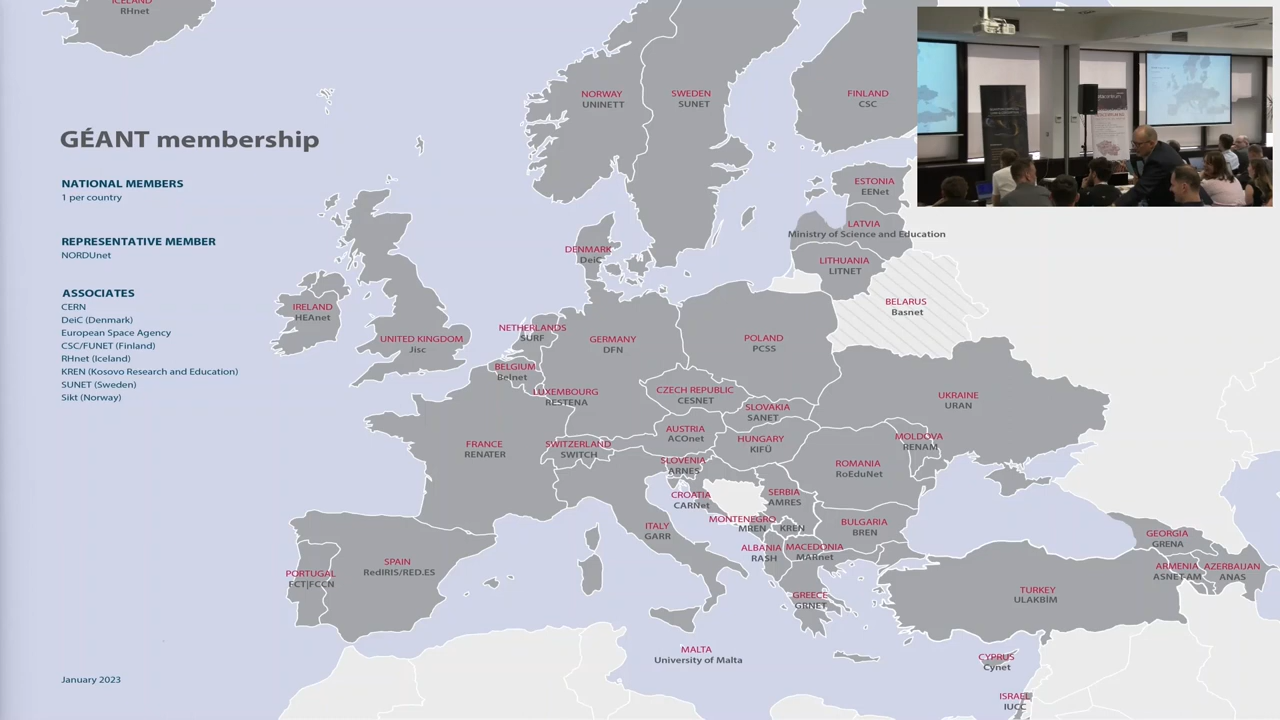 ICELAND
RHnet
GÉANT membership
NATIONAL MEMBERS
1 per country
REPRESENTATIVE MEMBER
NORDUnet
ASSOCIATES
CERN
DeiC (Denmark)
European Space Agency
CSC/FUNET (Finland)
RHnet (Iceland)
KREN (Kosovo Research and Education)
SUNET (Sweden)
Sikt (Norway)
January 2023
NORWAY
UNINETT
SWEDEN
SUNET
FINLAND
CSC
ESTONIA
EENet
LATVIA
Ministry of Science and Education
LITHUANIA
LITNET
DENMARK
DeiC
BELARUS
Basnet
IRELAND
HEAnet
UNITED KINGDOM
Jisc
NETHERLANDS
SURF
GERMANY
DFN
POLAND
PCSS
BELGIUM
Belnet
LUXEMBOURG
RESTENA
CZECH REPUBLIC
CESNET
SLOVAKIA
SANET
UKRAINE
URAN
FRANCE
RENATER
SWITZERLAND
SWITCH
AUSTRIA
ACOnet
HUNGARY
KIFÜ
MOLDOVA
RENAM
SLOVENIA
ARNES
ROMANIA
RoEduNet
CROATIA
CARNet
SERBIA
AMRES
MONTENEGRO
MREN
KREN
BULGARIA
BREN
ITALY
GARR
ALBANIA
RASH
MACEDONIA
MARnet
GEORGIA
GRENA
ARMENIA
ASNET-AM
AZERBAIJAN
ANAS
PORTUGAL
FCT|FCCN
SPAIN
RedIRIS/RED.ES
GREECE
GRNET
TURKEY
ULAKBİM
MALTA
University of Malta
CYPRUS
Cynet
ISRAEL
IUCC